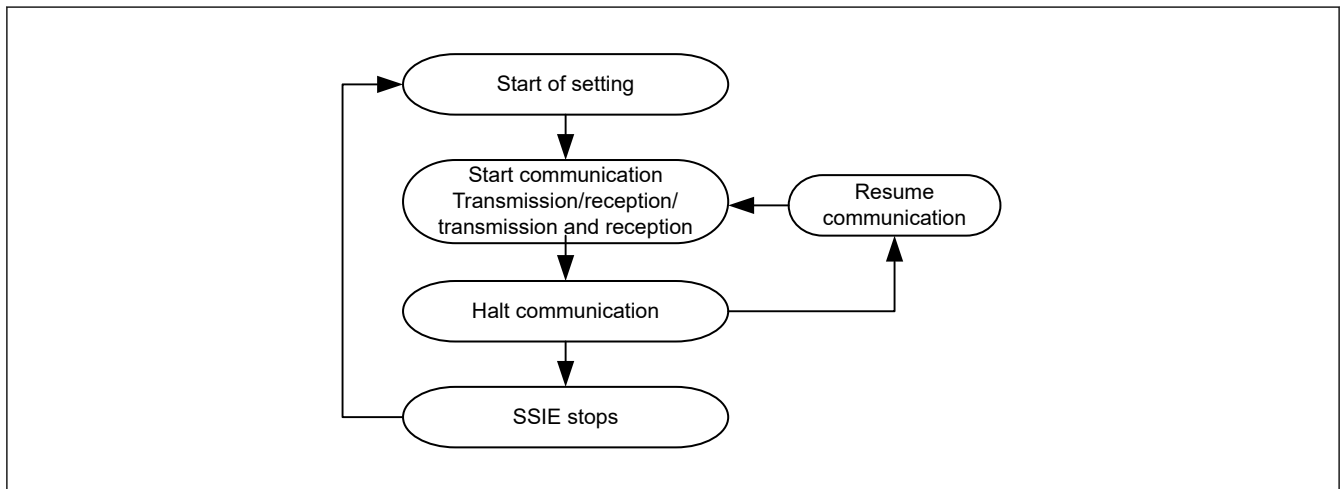 Start of setting
Start communication
Transmission/reception/
transmission and reception
Resume
communication
Halt communication
SSIE stops